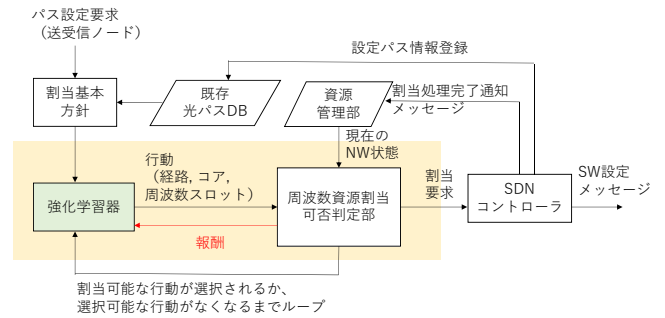 パス設定要求
（送受信ノード）
設定パス情報登録
割当基本
方針
既存
光パスDB
資源
管理部
割当処理完了通知
メッセージ
現在の
NW状態
行動
（経路, コア,
周波数スロット）
強化学習器
報酬
周波数資源割当
可否判定部
割当
要求
SDN
コントローラ
SW設定
メッセージ
割当可能な行動が選択されるか、
選択可能な行動がなくなるまでループ